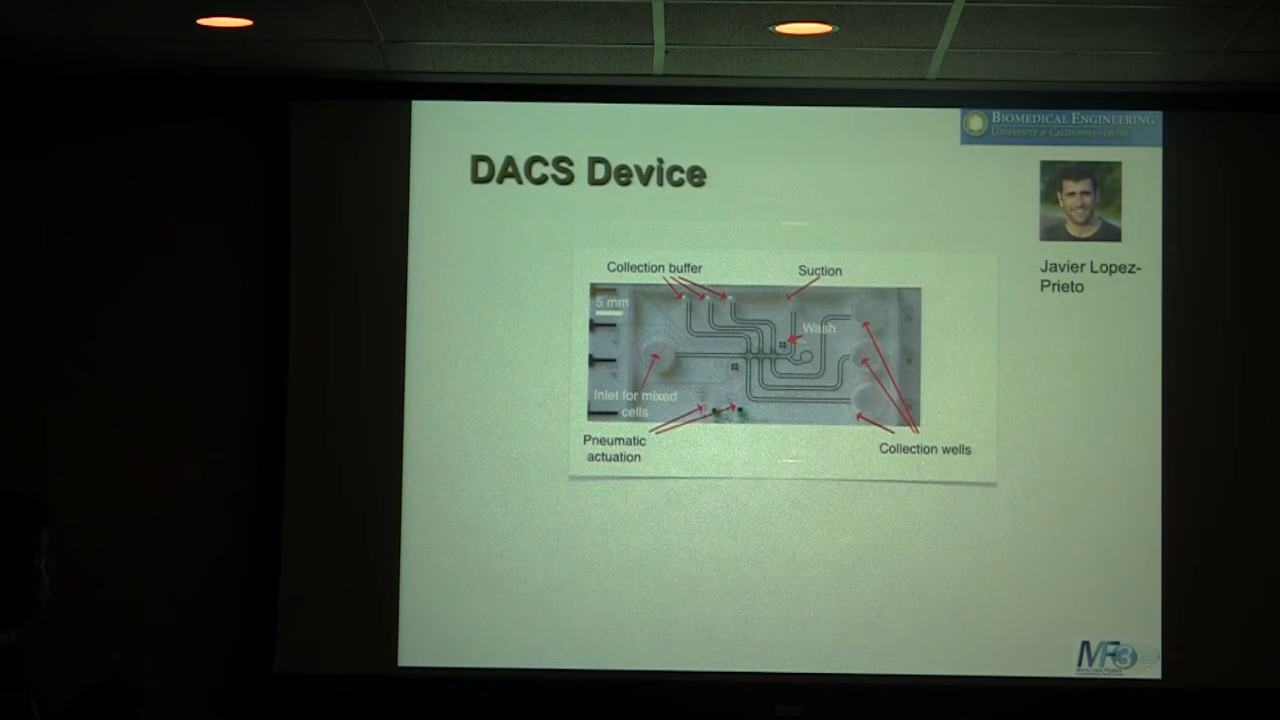 BIOMEDICAL ENGINEERING
UNIVERSITY of CALIFORNIA • IRVINE
DACS Device
Javier Lopez-
Prieto
Collection buffer
Suction
5 mm
Wash
Inlet for mixed
cells
Pneumatic
actuation
Collection wells
MF3